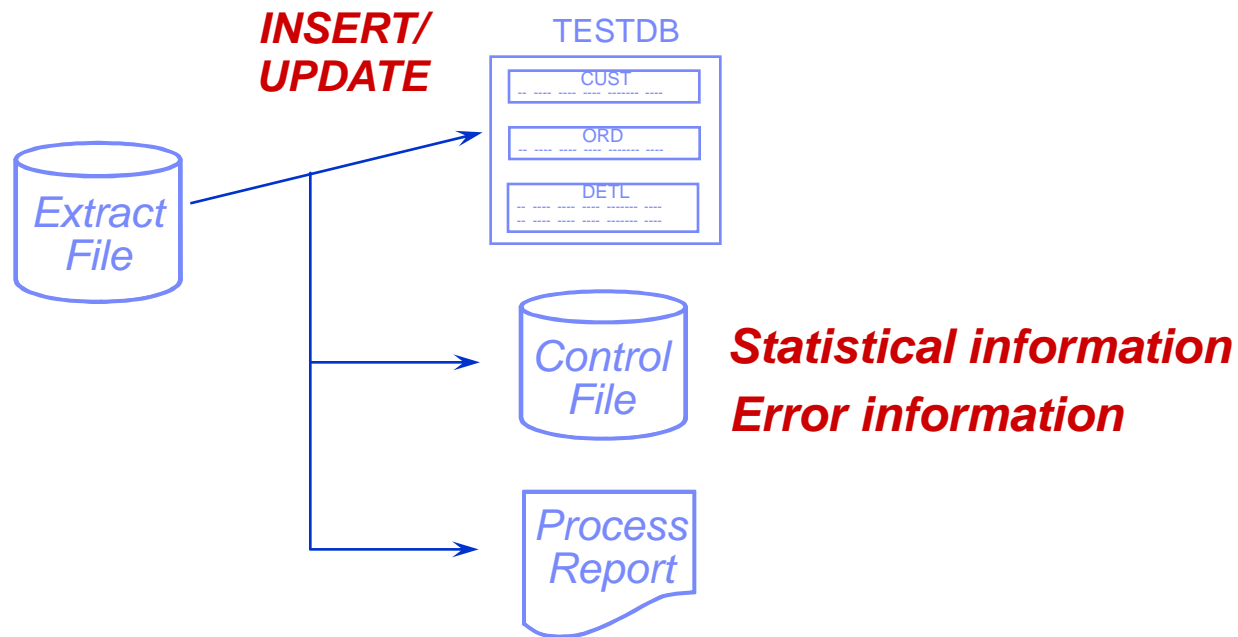 INSERT/
UPDATE
TESTDB
CUST
-- ---- ---- ---- ------- ----
ORD
-- ---- ---- ---- ------- ----
DETL
-- ---- ---- ---- ------- ----
-- ---- ---- ---- ------- ----
Extract
File
Control
File
Statistical information
Error information
Process
Report